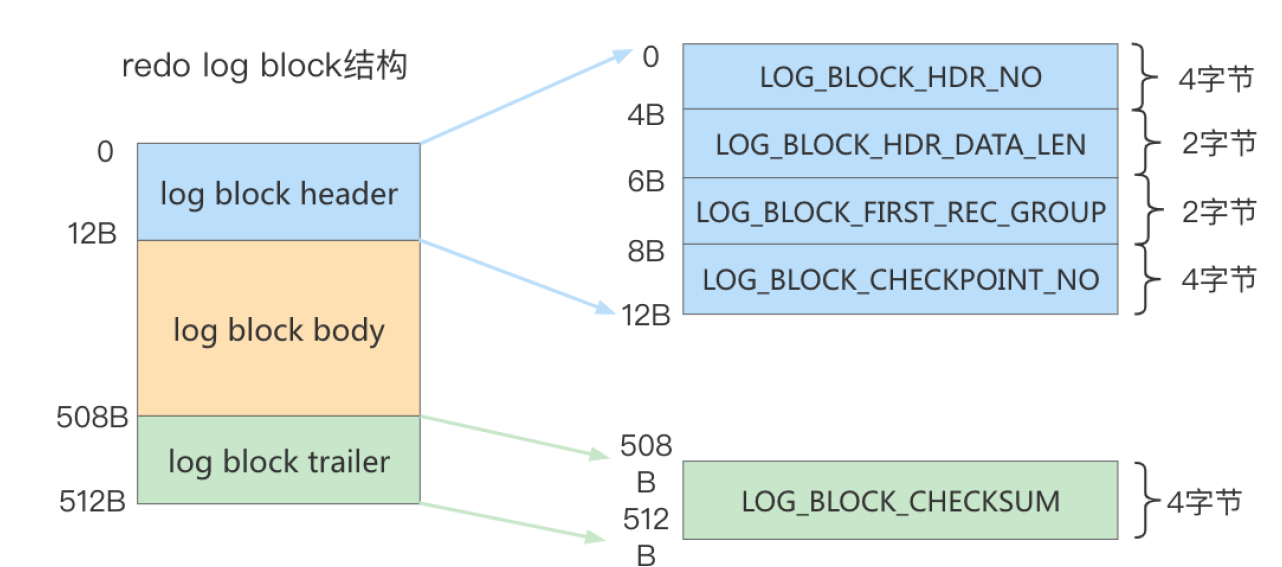 redo log block结构
0
log block header
12B
log block body
508B
log block trailer
512B
0
LOG_BLOCK_HDR_NO
4字节
4B
LOG_BLOCK_HDR_DATA_LEN
2字节
6B
LOG_BLOCK_FIRST_REC_GROUP
2字节
8B
LOG_BLOCK_CHECKPOINT_NO
4字节
12B
508
B
LOG_BLOCK_CHECKSUM
4字节
512
B